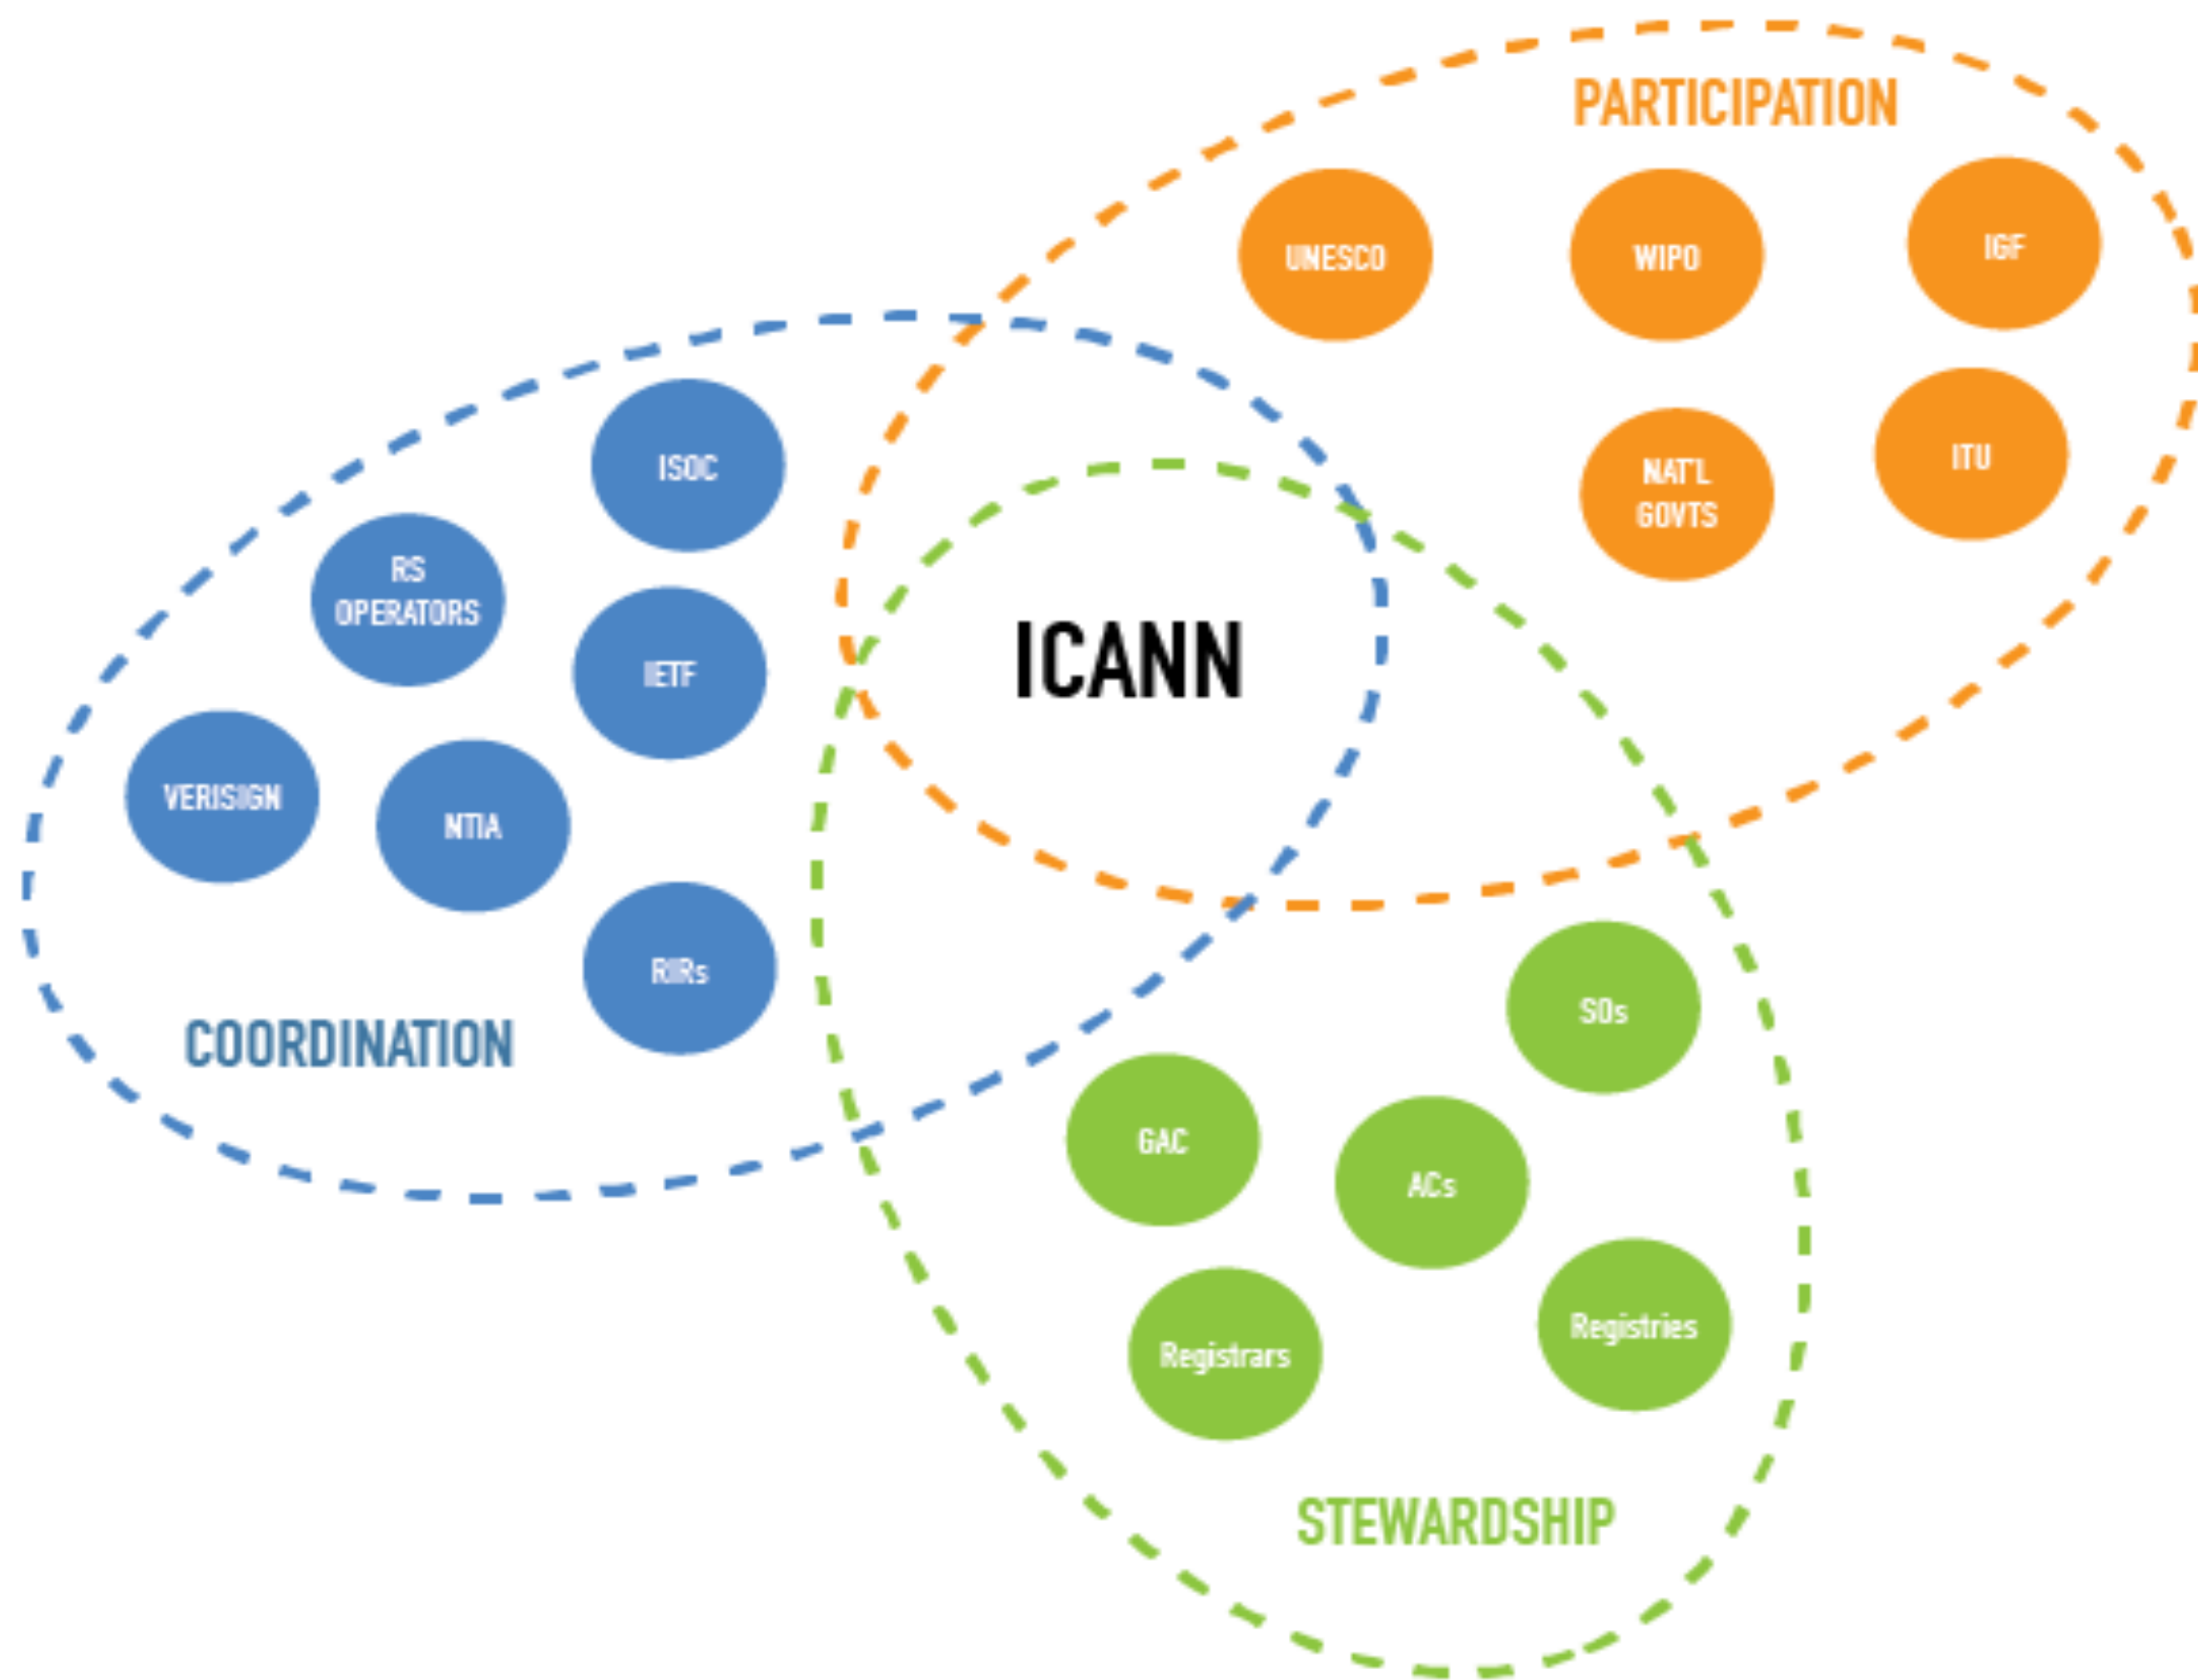 PARTICIPATION
UNESCO
WIPO
IGF
NAT'L
GOVTS
ITU
ISOC
RS
OPERATORS
IETF
VERISIGN
NTIA
RIRs
COORDINATION
ICANN
SOs
GAC
ACs
Registrars
Registries
STEWARDSHIP